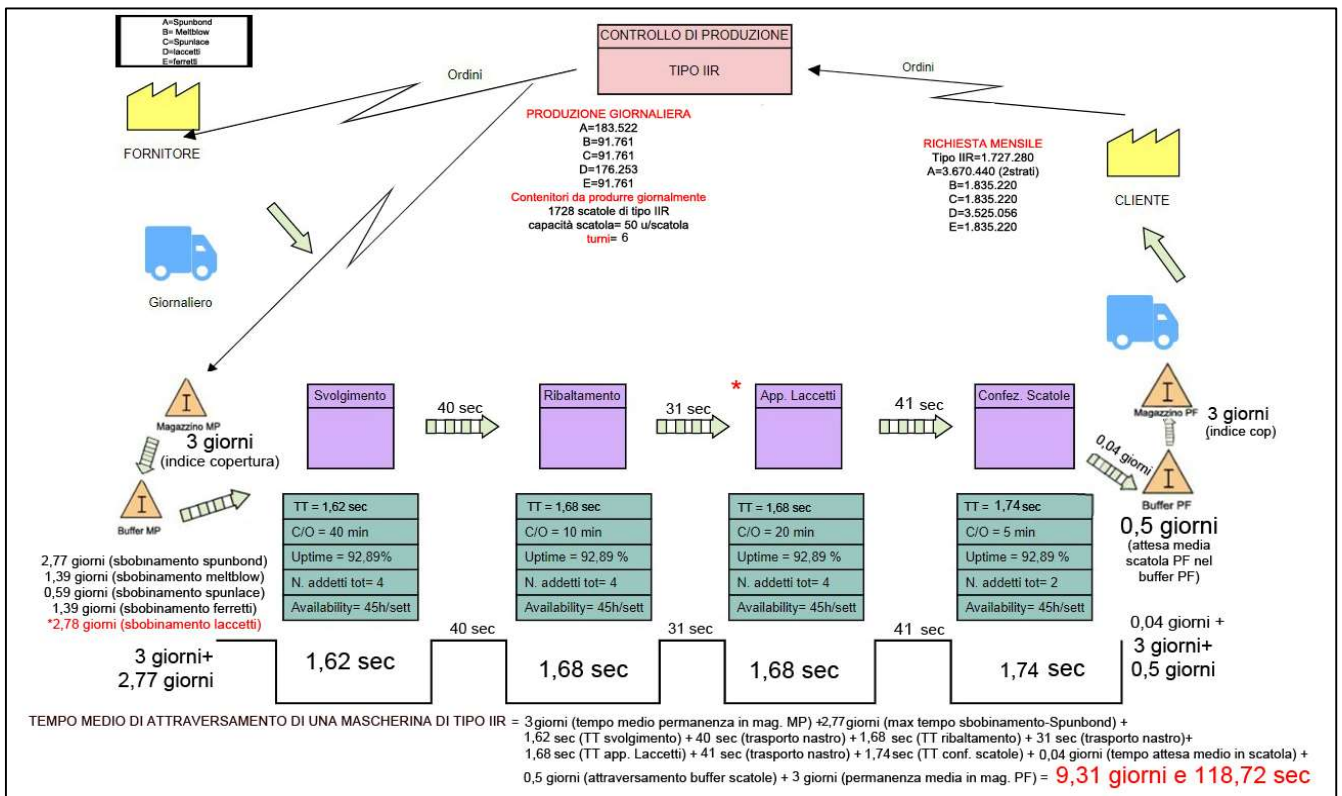 A=Spunbond
B= Meltblow
C=Spunlace
D=laccetti
E=ferretti
FORNITORE
Giornaliero
Ordini
CONTROLLO DI PRODUZIONE
TIPO IIR
Ordini
PRODUZIONE GIORNALIERA
A=183.522
B=91.761
C=91.761
D=176.253
E=91.761
Contenitori da produrre giornalmente
1728 scatole di tipo IIR
capacità scatola= 50 u/scatola
turni= 6
RICHIESTA MENSILE
Tipo IIR=1.727.280
A=3.670.440 (2strati)
B=1.835.220
C=1.835.220
D=3.525.056
E=1.835.220
CLIENTE
I
Magazzino MP
3 giorni
(indice copertura)
I
Buffer MP
2,77 giorni (sbobinamento spunbond)
1,39 giorni (sbobinamento meltblow)
0,59 giorni (sbobinamento spunlace)
1,39 giorni (sbobinamento ferretti)
*2,78 giorni (sbobinamento laccetti)
Svolgimento
TT = 1,62 sec
C/O = 40 min
Uptime = 92,89%
N. addetti tot= 4
Availability= 45h/sett
40 sec
Ribaltamento
TT = 1,68 sec
C/O = 10 min
Uptime = 92,89 %
N. addetti tot= 4
Availability= 45h/sett
31 sec
*
App. Laccetti
TT = 1,68 sec
C/O = 20 min
Uptime = 92,89 %
N. addetti tot= 4
Availability= 45h/sett
41 sec
Confez. Scatole
TT = 1,74sec
C/O = 5 min
Uptime = 92,89 %
N. addetti tot= 2
Availability= 45h/sett
0,04 giorni
I
Magazzino PF
3 giorni
(indice cop)
I
Buffer PF
0,5 giorni
(attesa media
scatola PF nel
buffer PF)
3 giorni+
2,77 giorni
1,62 sec
40 sec
1,68 sec
31 sec
1,68 sec
41 sec
1,74 sec
0,04 giorni +
3 giorni+
0,5 giorni
TEMPO MEDIO DI ATTRAVERSAMENTO DI UNA MASCHERINA DI TIPO IIR = 3 giorni (tempo medio permanenza in mag. MP) +2,77 giorni (max tempo sbobinamento-Spunbond) +
1,62 sec (TT svolgimento) + 40 sec (trasporto nastro) + 1,68 sec (TT ribaltamento) + 31 sec (trasporto nastro)+
1,68 sec (TT app. Laccetti) + 41 sec (trasporto nastro) + 1,74 sec (TT conf. scatole) + 0,04 giorni (tempo attesa medio in scatola) +
0,5 giorni (attraversamento buffer scatole) + 3 giorni (permanenza media in mag. PF) = 9,31 giorni e 118,72 sec